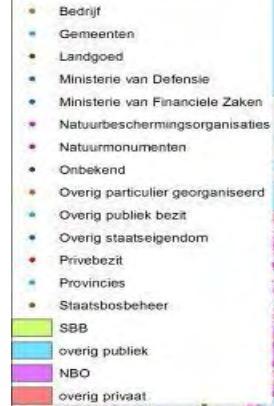 Bedrijf
Gemeenten
Landgoed
Ministerie van Defensie
Ministerie van Financiele Zaken
Natuurbeschermingsorganisaties
Natuurmonumenten
Onbekend
Overig particulier georganiseerd
Overig publiek bezit
Overig staatseigendom
Privebezit
Provincies
Staatsbosbeheer
SBB
overig publiek
NBO
overig privaat